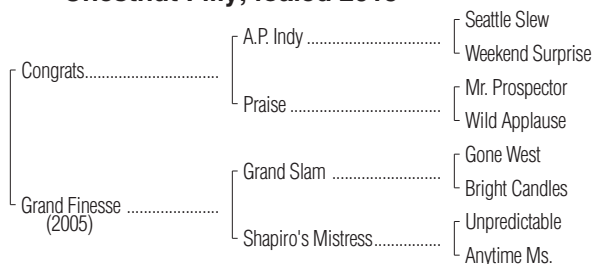 Chestnut Filly; foaled
Seattle Slew
A.P. Indy ..................................
Weekend Surprise
Congrats..................................
Mr. Prospector
Praise ......................................
Wild Applause
Gone West
Grand Slam ...........................
Bright Candles
Grand Finesse .......................
(2005)
Unpredictable
Shapiro's Mistress.................
Anytime Ms.